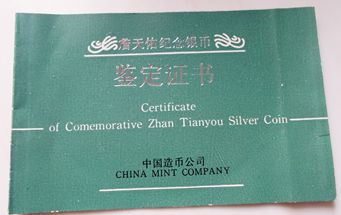 詹天佑纪念银币
鉴定证书
Certificate
of Comemorative Zhan Tianyou Silver Coin
中国造币公司
CHINA MINT COMPANY